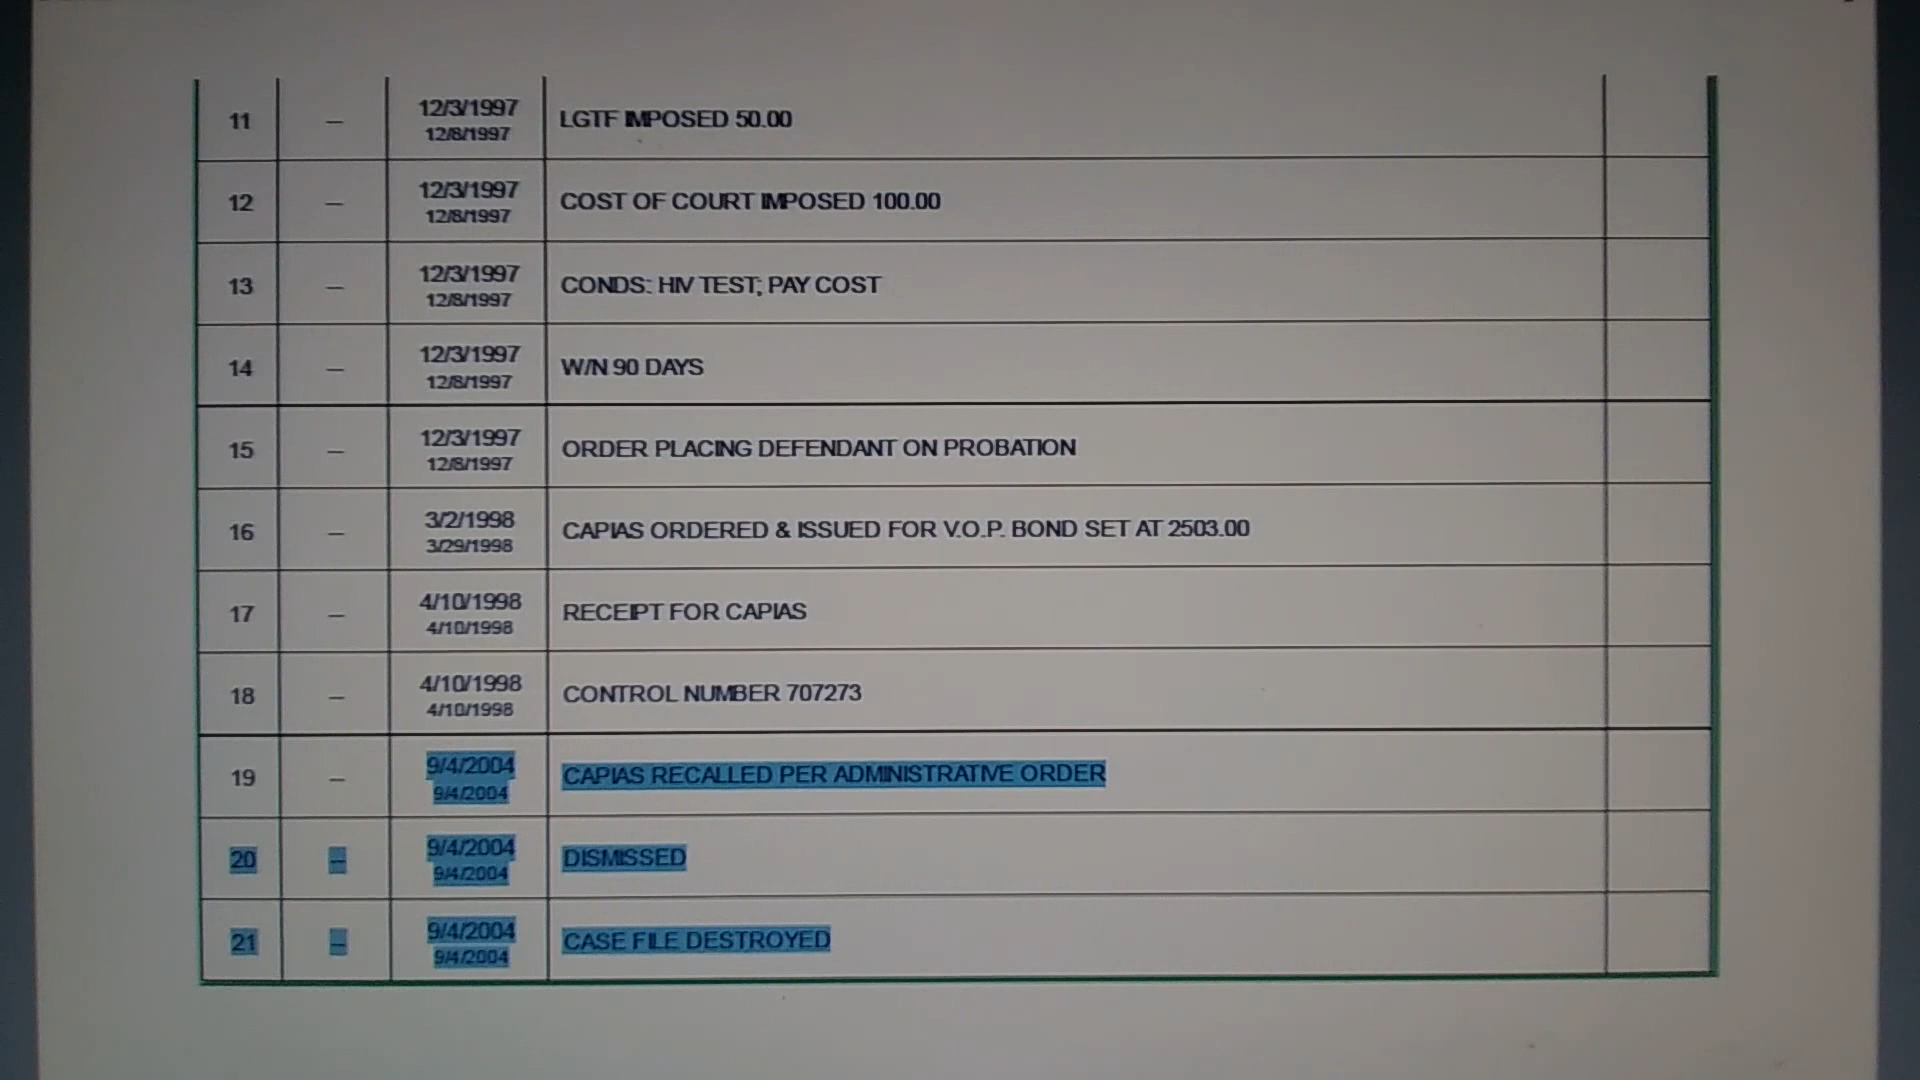 11 — 12/3/1997 LGTF IMPOSED 50.00
12/8/1997
12 — 12/3/1997 COST OF COURT IMPOSED 100.00
12/8/1997
13 — 12/3/1997 CONDS: HIV TEST; PAY COST
12/8/1997
14 — 12/3/1997 W/N 90 DAYS
12/8/1997
15 — 12/3/1997 ORDER PLACING DEFENDANT ON PROBATION
12/8/1997
16 — 3/2/1998 CAPIAS ORDERED & ISSUED FOR V.O.P. BOND SET AT 2503.00
3/29/1998
17 — 4/10/1998 RECEIPT FOR CAPIAS
4/10/1998
18 — 4/10/1998 CONTROL NUMBER 707273
4/10/1998
19 — 9/4/2004 CAPIAS RECALLED PER ADMINISTRATIVE ORDER
9/4/2004
20 — 9/4/2004 DISMISSED
9/4/2004
21 — 9/4/2004 CASE FILE DESTROYED
9/4/2004